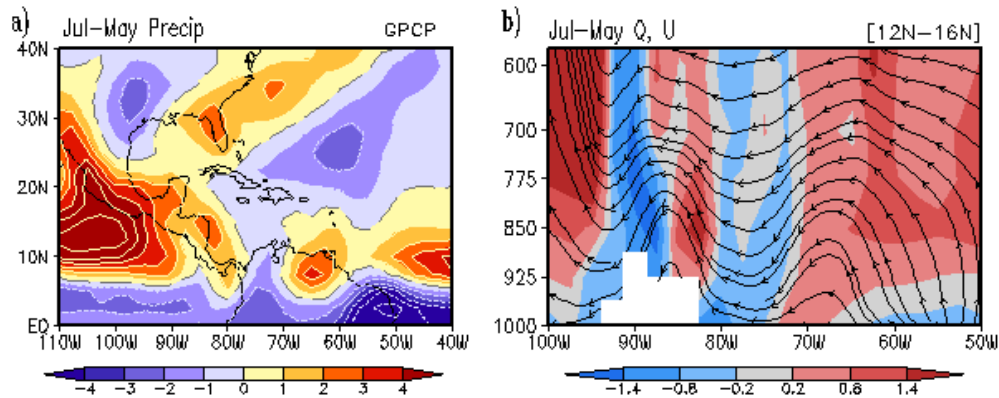 a) Jul-May Precip GPCP
40N
30N
20N
10N
EQ
110W 100W 90W 80W 70W 60W 50W 40W
-4 -3 -2 -1 0 1 2 3 4
b) Jul-May Q, U [12N-16N]
600
700
775
850
925
1000
100W 90W 80W 70W 60W 50W
-1.4 -0.8 -0.2 0.2 0.8 1.4